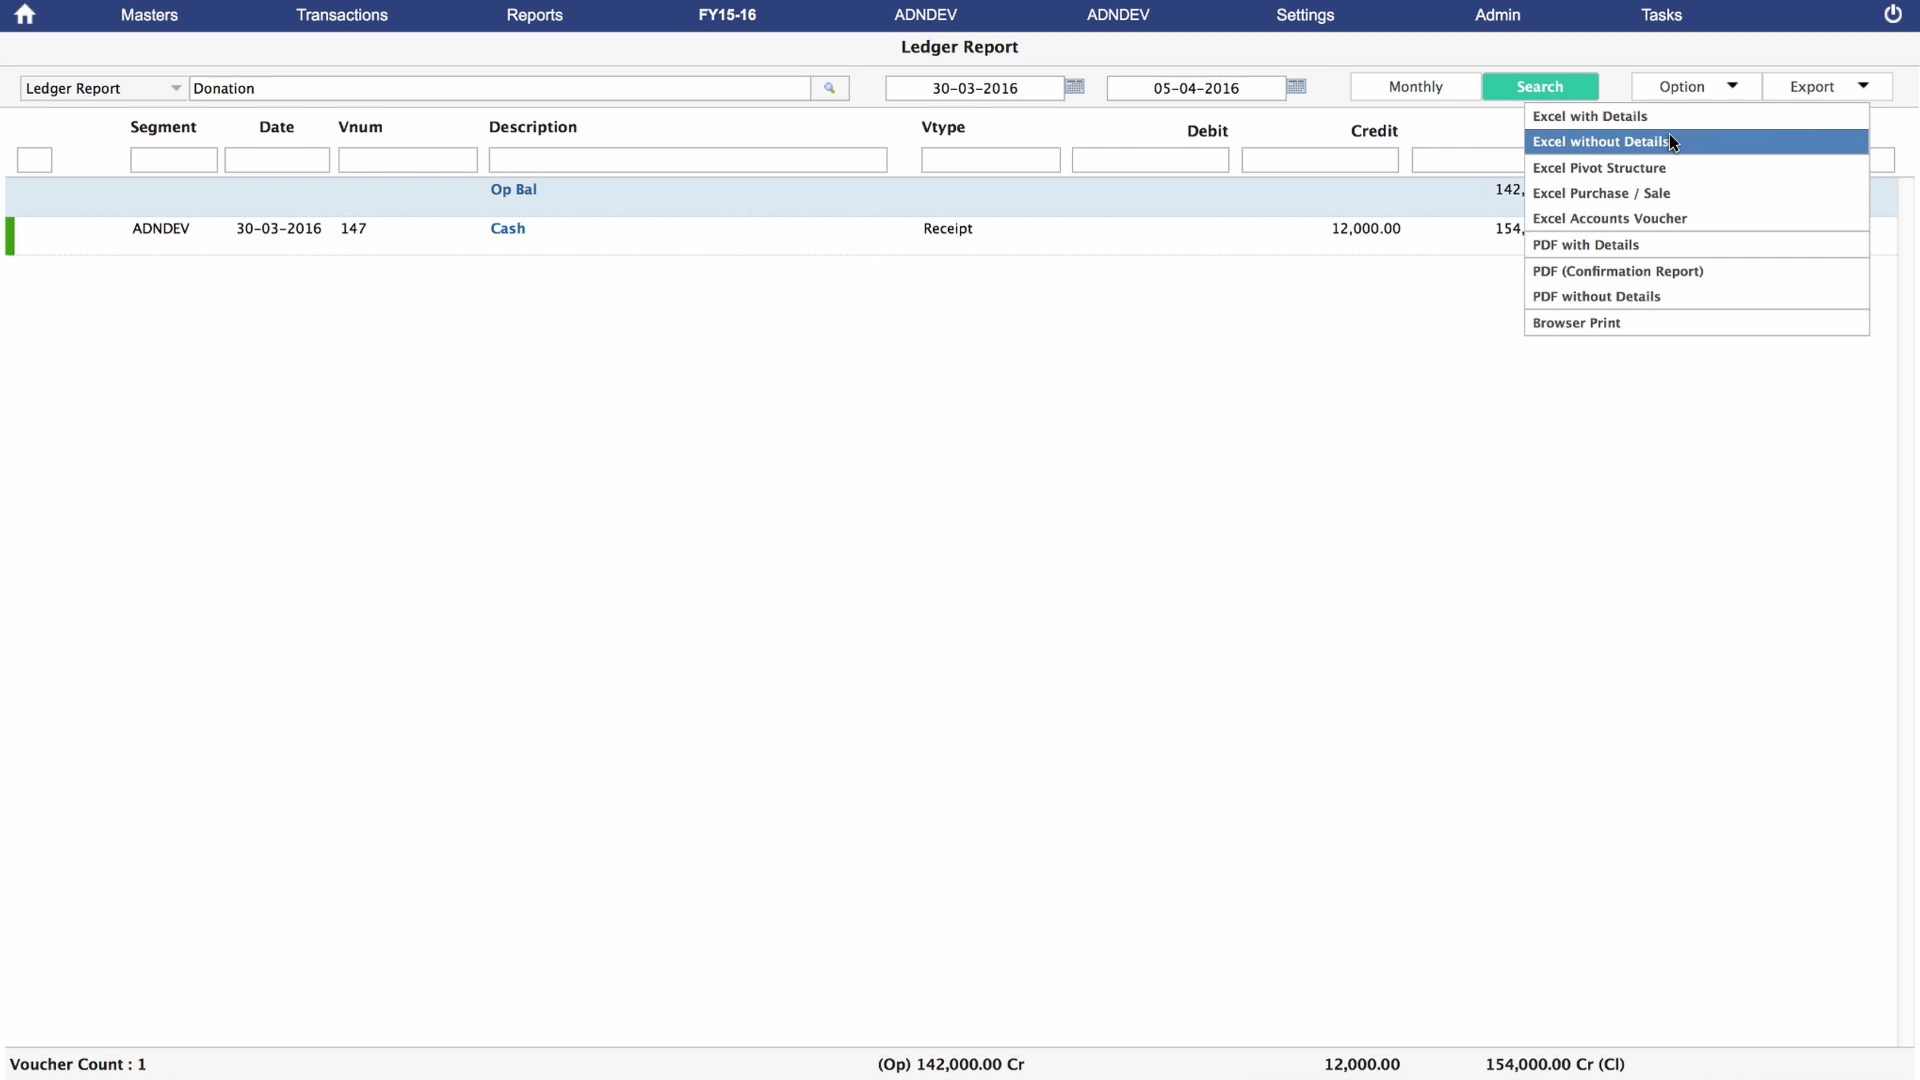 Masters Transactions Reports FY15-16 ADNDEV ADNDEV Settings Admin Tasks
Ledger Report
Ledger Report Donation 30-03-2016 05-04-2016 Monthly Search Option Export
Excel with Details
Excel without Details
Excel Pivot Structure
Excel Purchase / Sale
Excel Accounts Voucher
PDF with Details
PDF (Confirmation Report)
PDF without Details
Browser Print
Segment Date Vnum Description Vtype Debit Credit
Op Bal 142,
ADNDEV 30-03-2016 147 Cash Receipt 12,000.00 154,
Voucher Count : 1 (Op) 142,000.00 Cr 12,000.00 154,000.00 Cr (Cl)